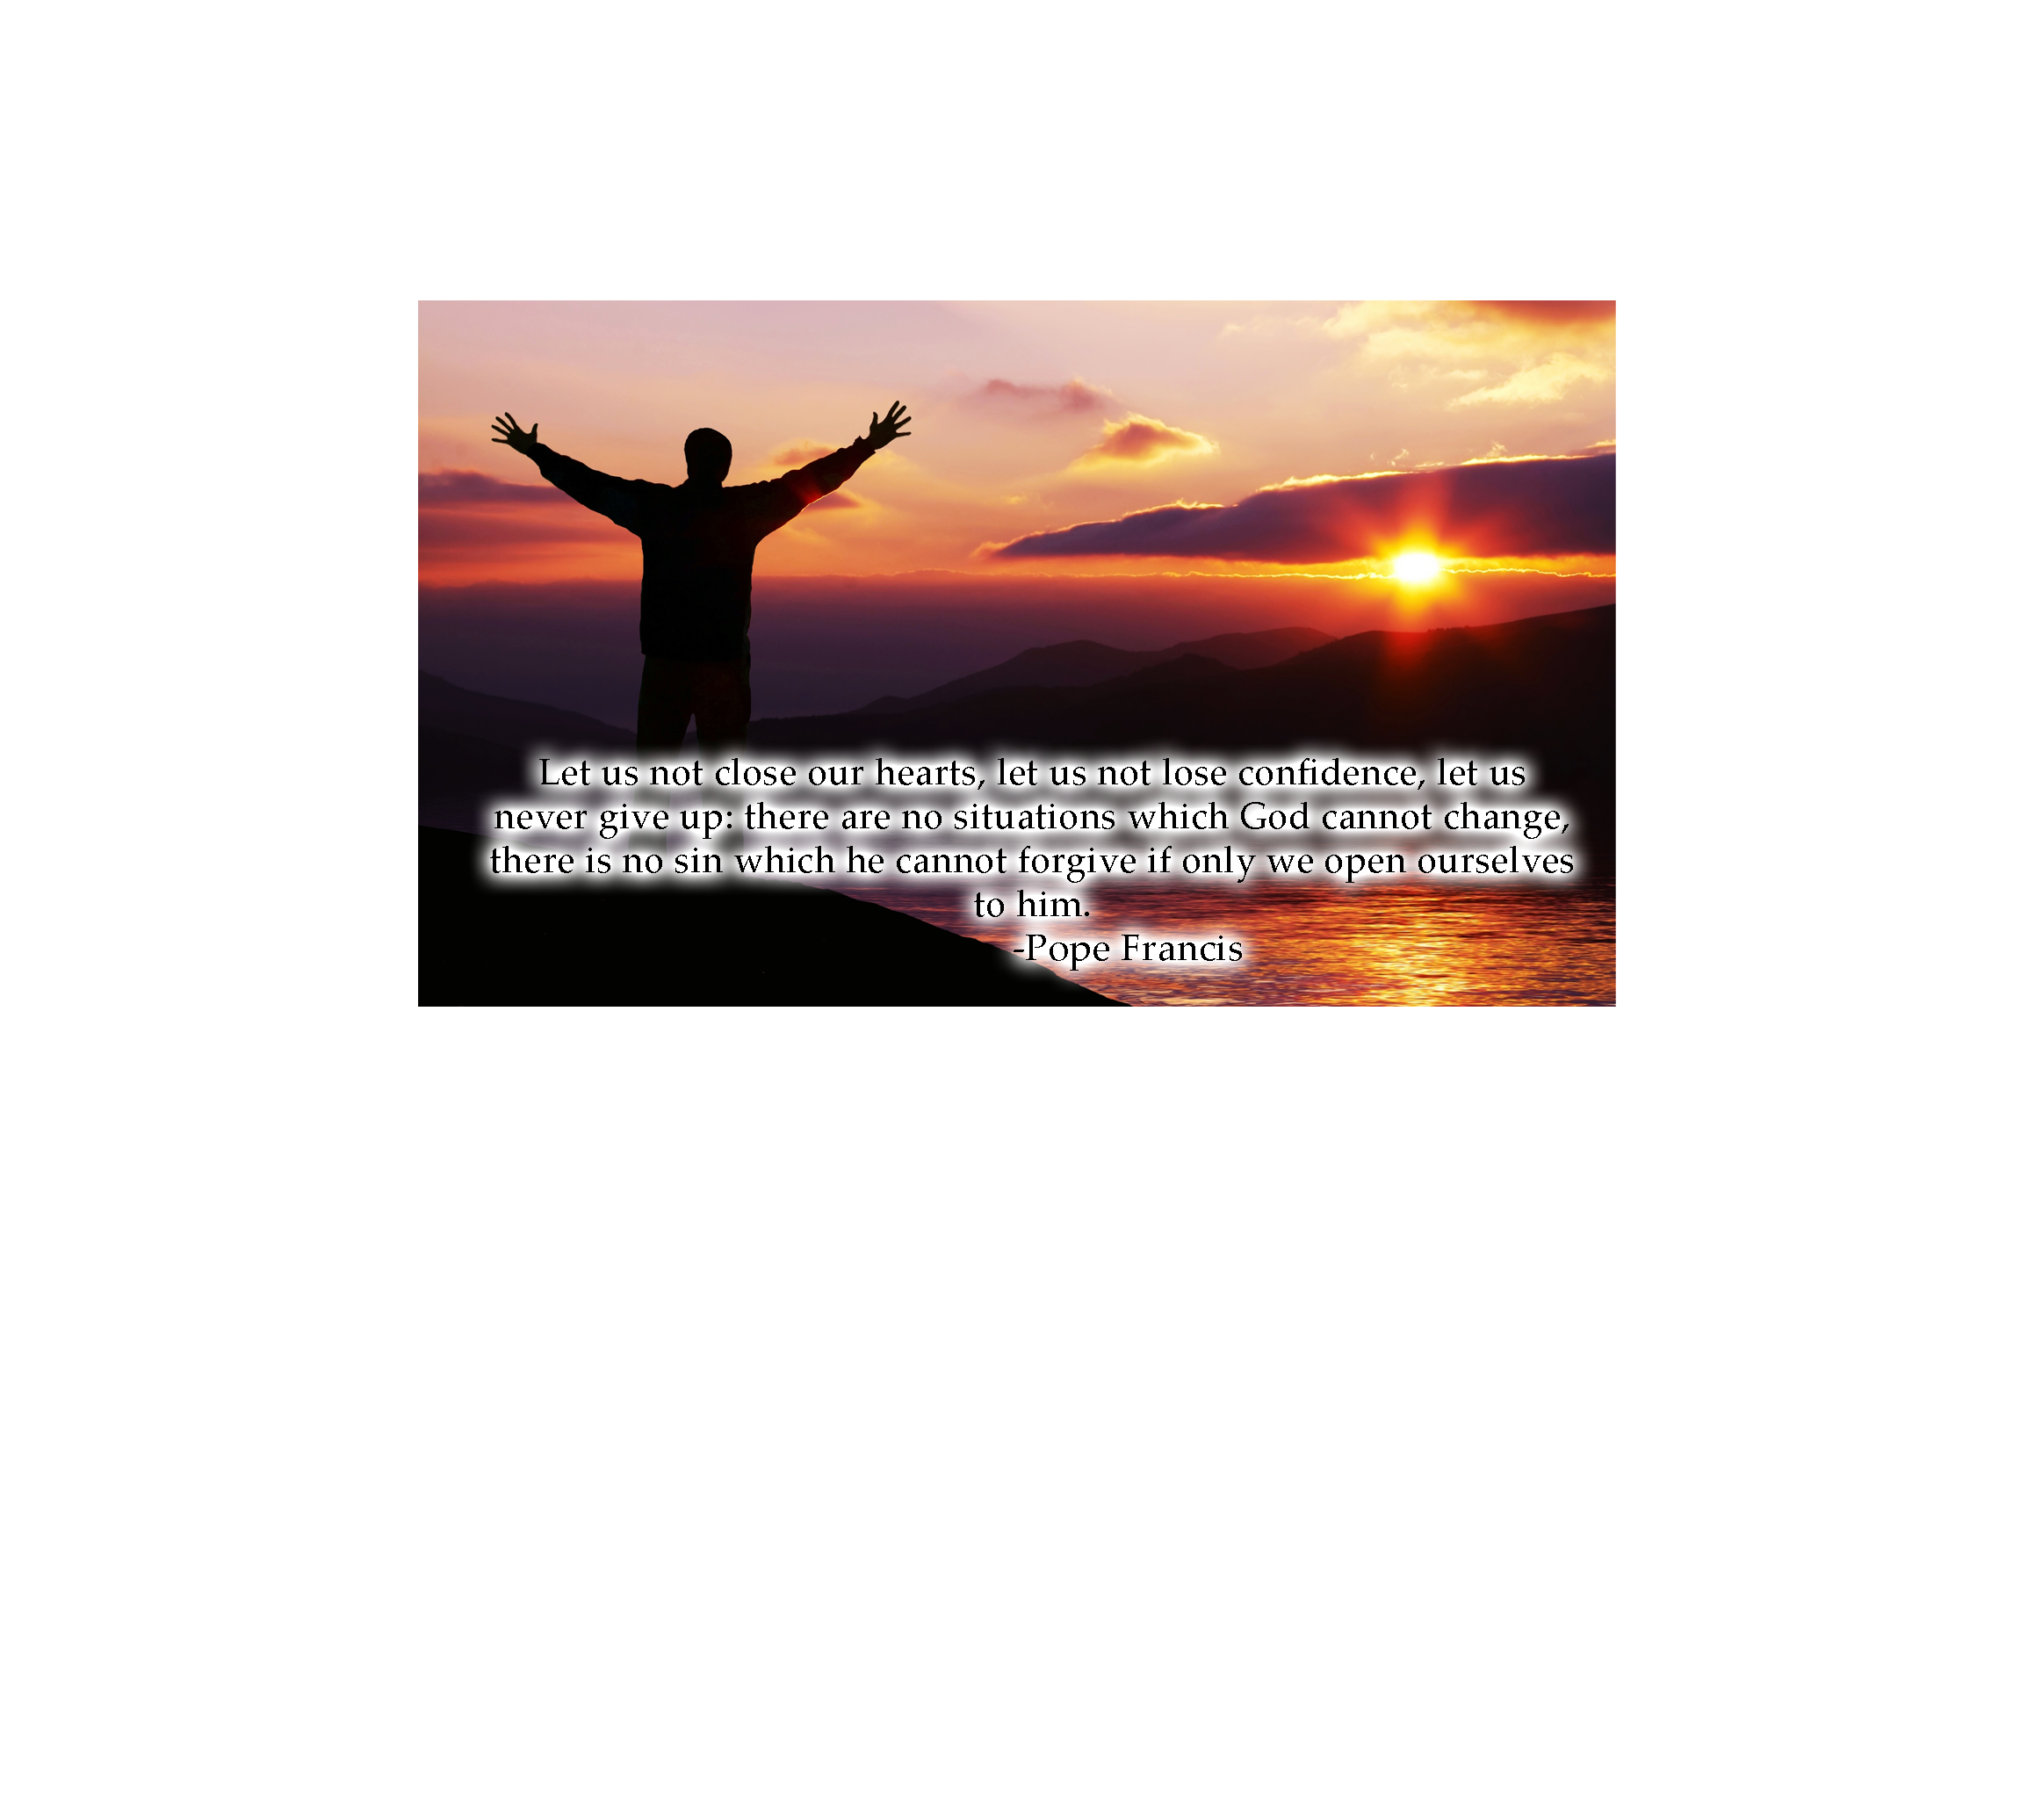 Let us not close our hearts, let us not lose confidence, let us
never give up: there are no situations which God cannot change,
there is no sin which he cannot forgive if only we open ourselves
to him.
-Pope Francis